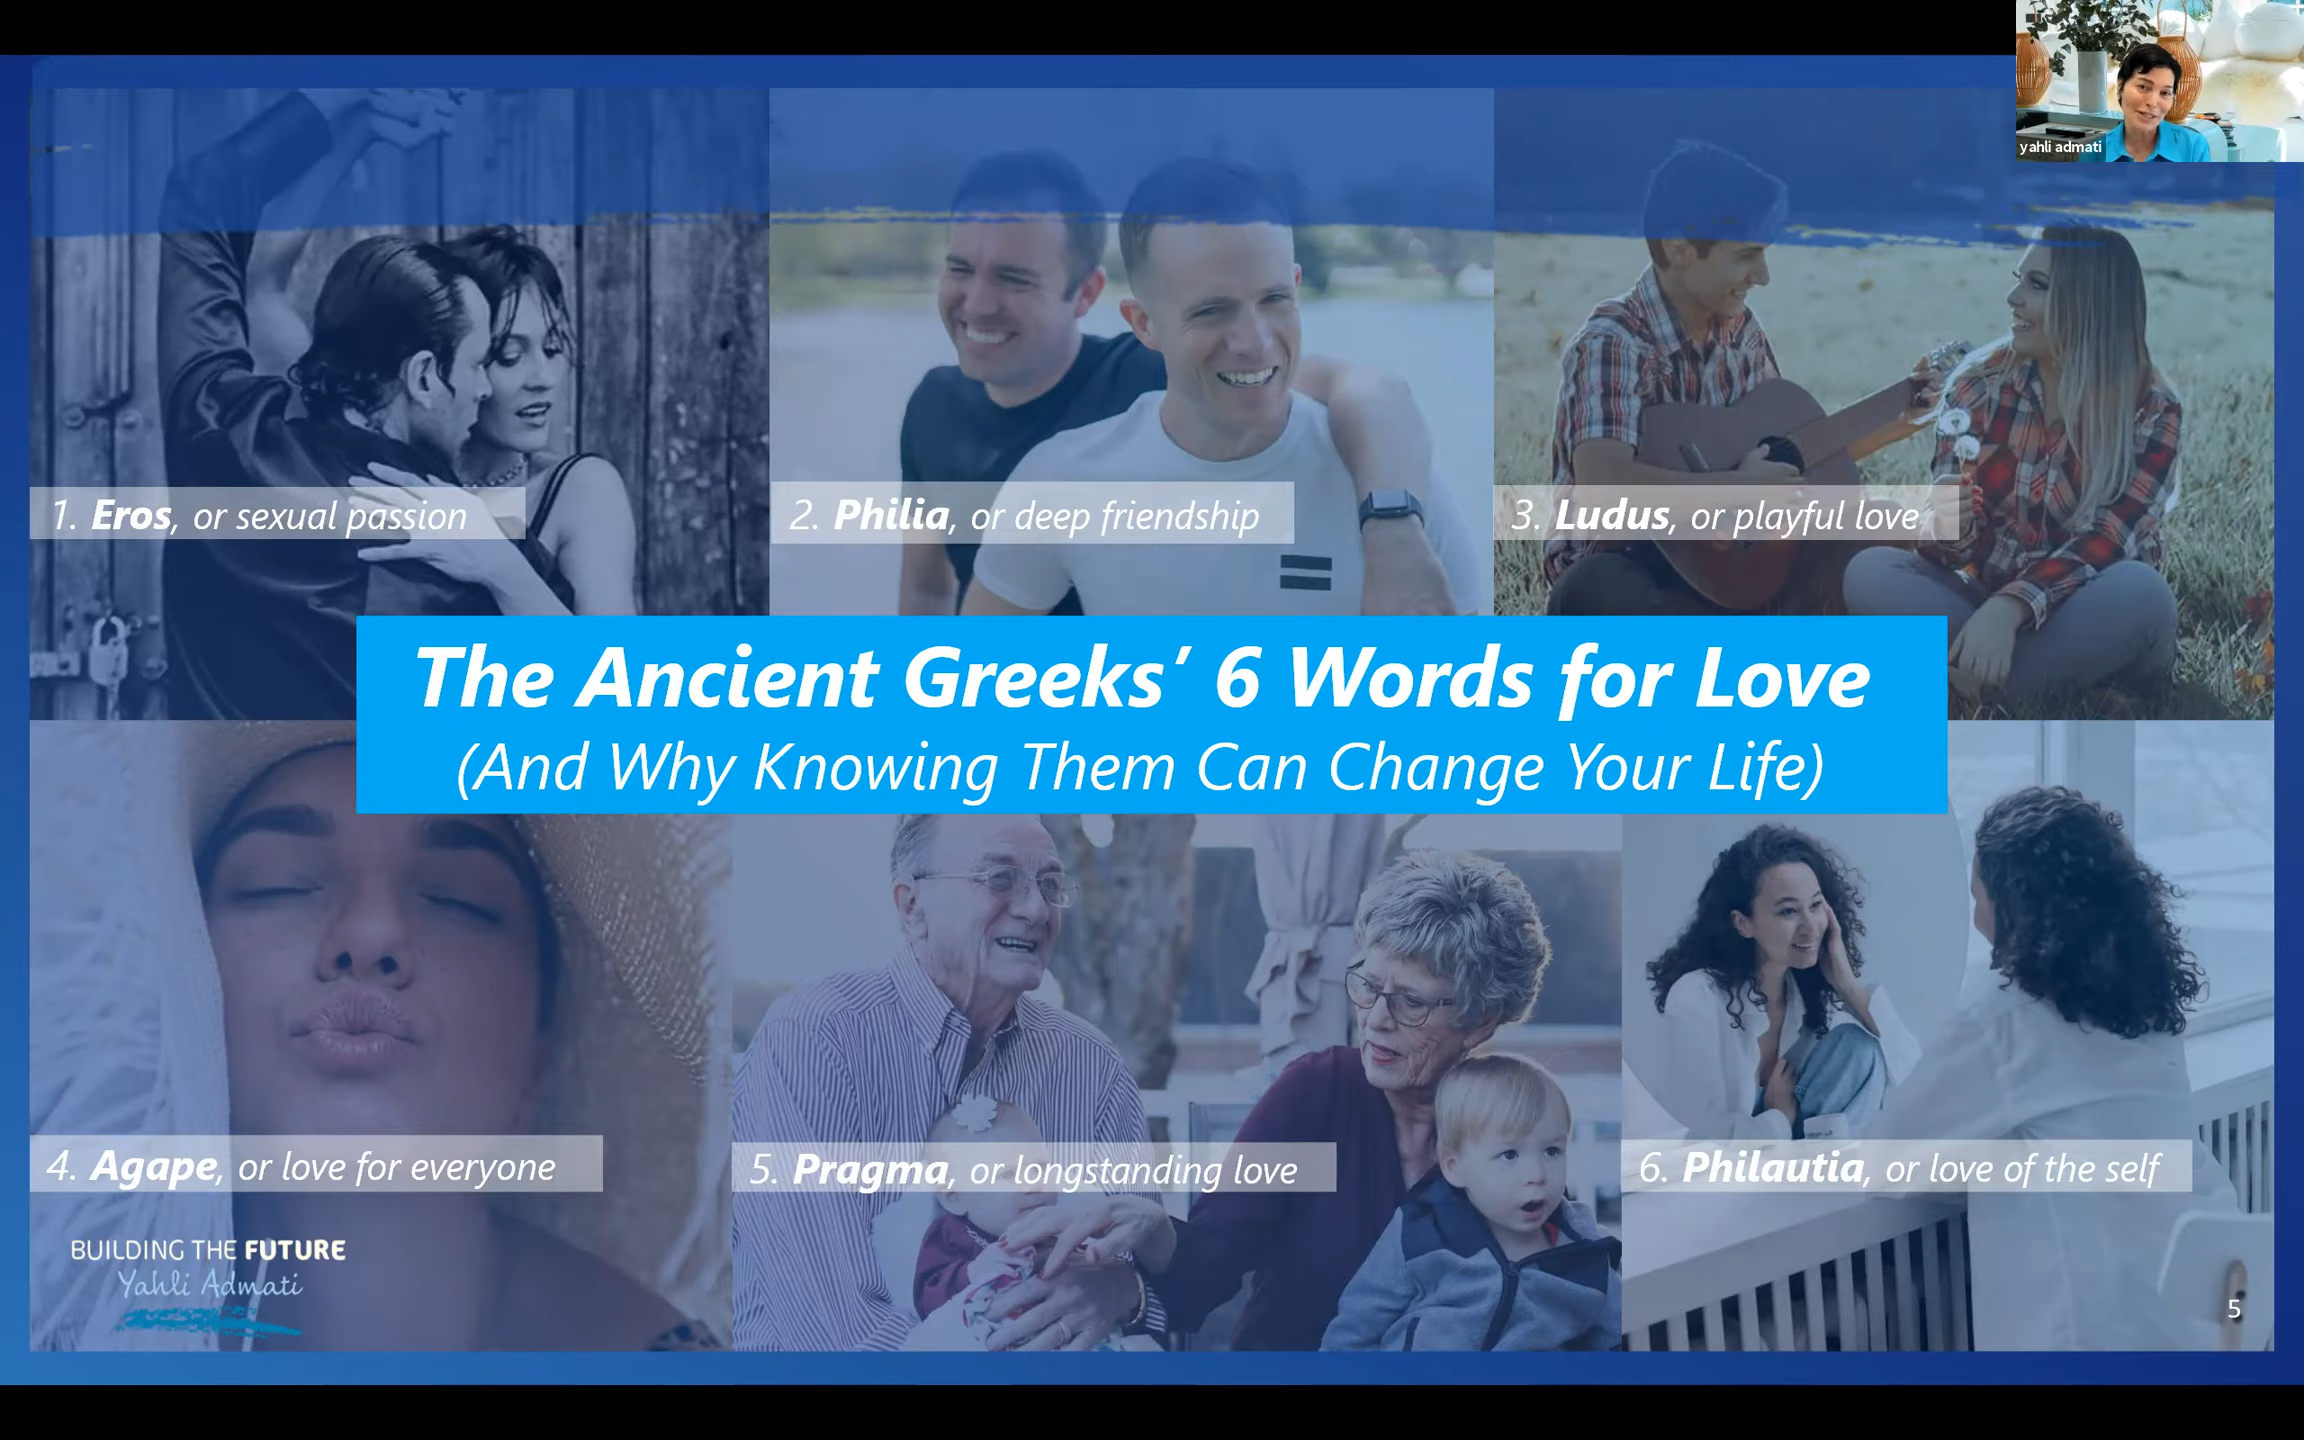 yahli admati
1. Eros, or sexual passion
2. Philia, or deep friendship
3. Ludus, or playful love
The Ancient Greeks’ 6 Words for Love
(And Why Knowing Them Can Change Your Life)
4. Agape, or love for everyone
5. Pragma, or longstanding love
6. Philautia, or love of the self
BUILDING THE FUTURE
Yahli Admati
5